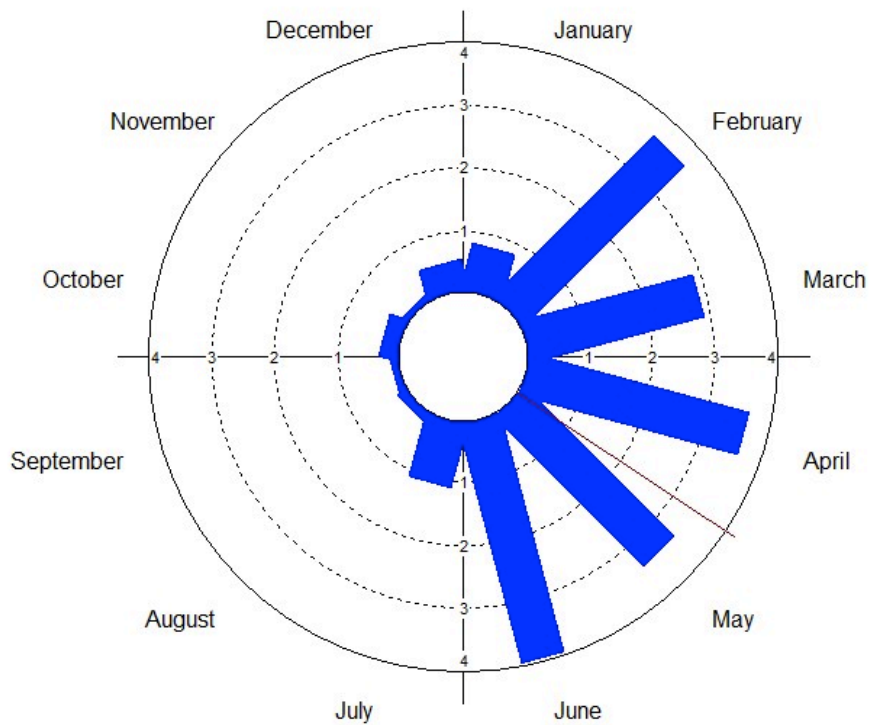 December January
4
November February
3
2
1
October March
4 3 2 1 1 2 3 4
September April
1
2
August May
3
4
July June